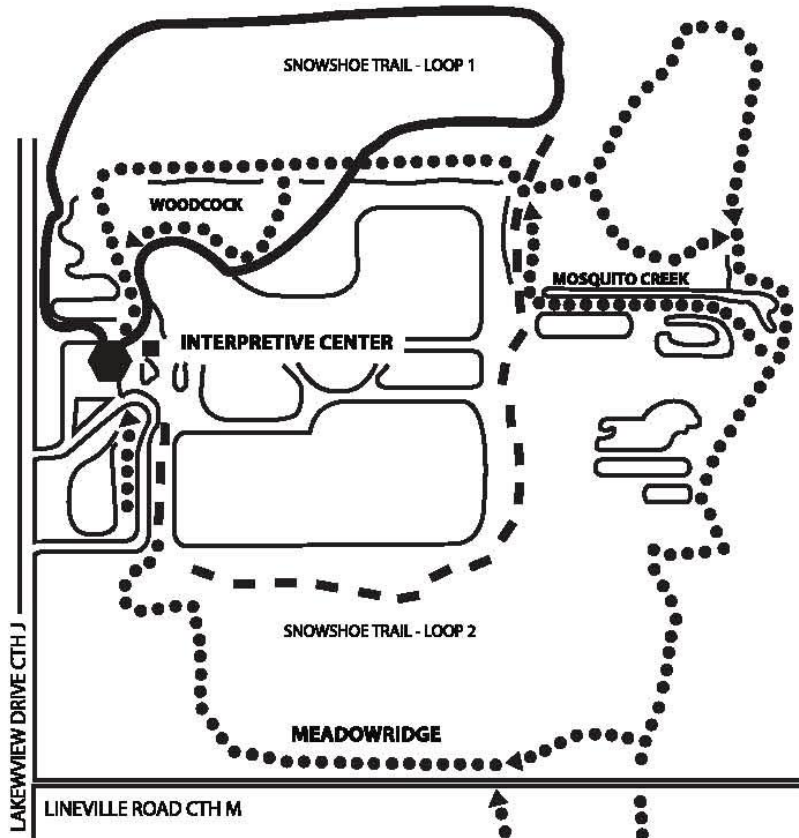 SNOWSHOE TRAIL - LOOP 1
WOODCOCK
MOSQUITO CREEK
INTERPRETIVE CENTER
SNOWSHOE TRAIL - LOOP 2
MEADOWRIDGE
LAKEWVIEW DRIVE CTH J
LINEVILLE ROAD CTH M